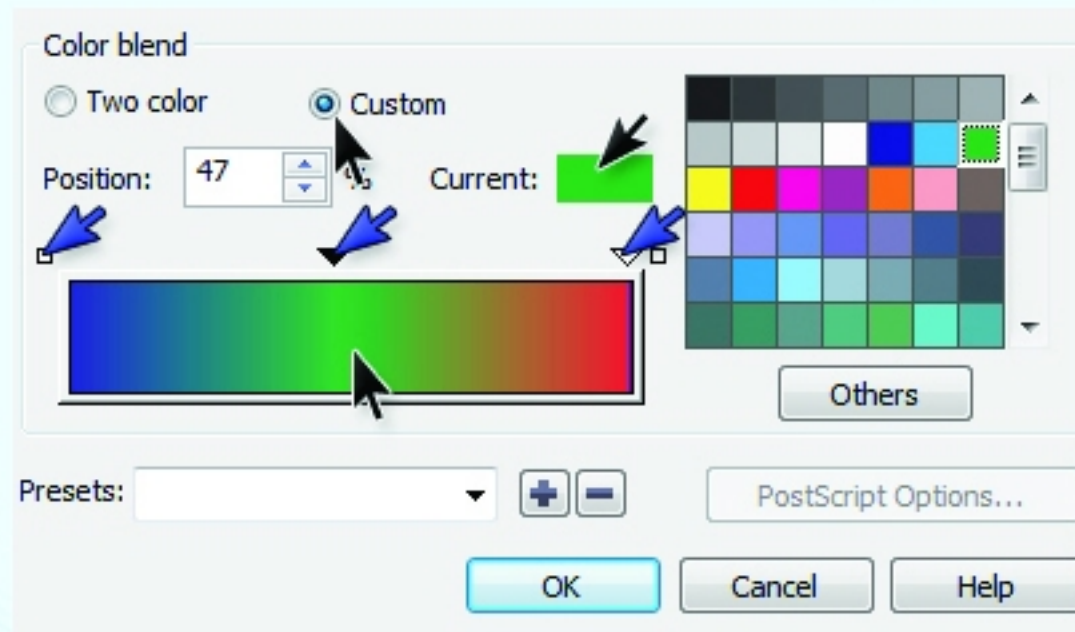 Color blend
Two color Custom
Position: 47 % Current:
Others
Presets: PostScript Options...
OK Cancel Help